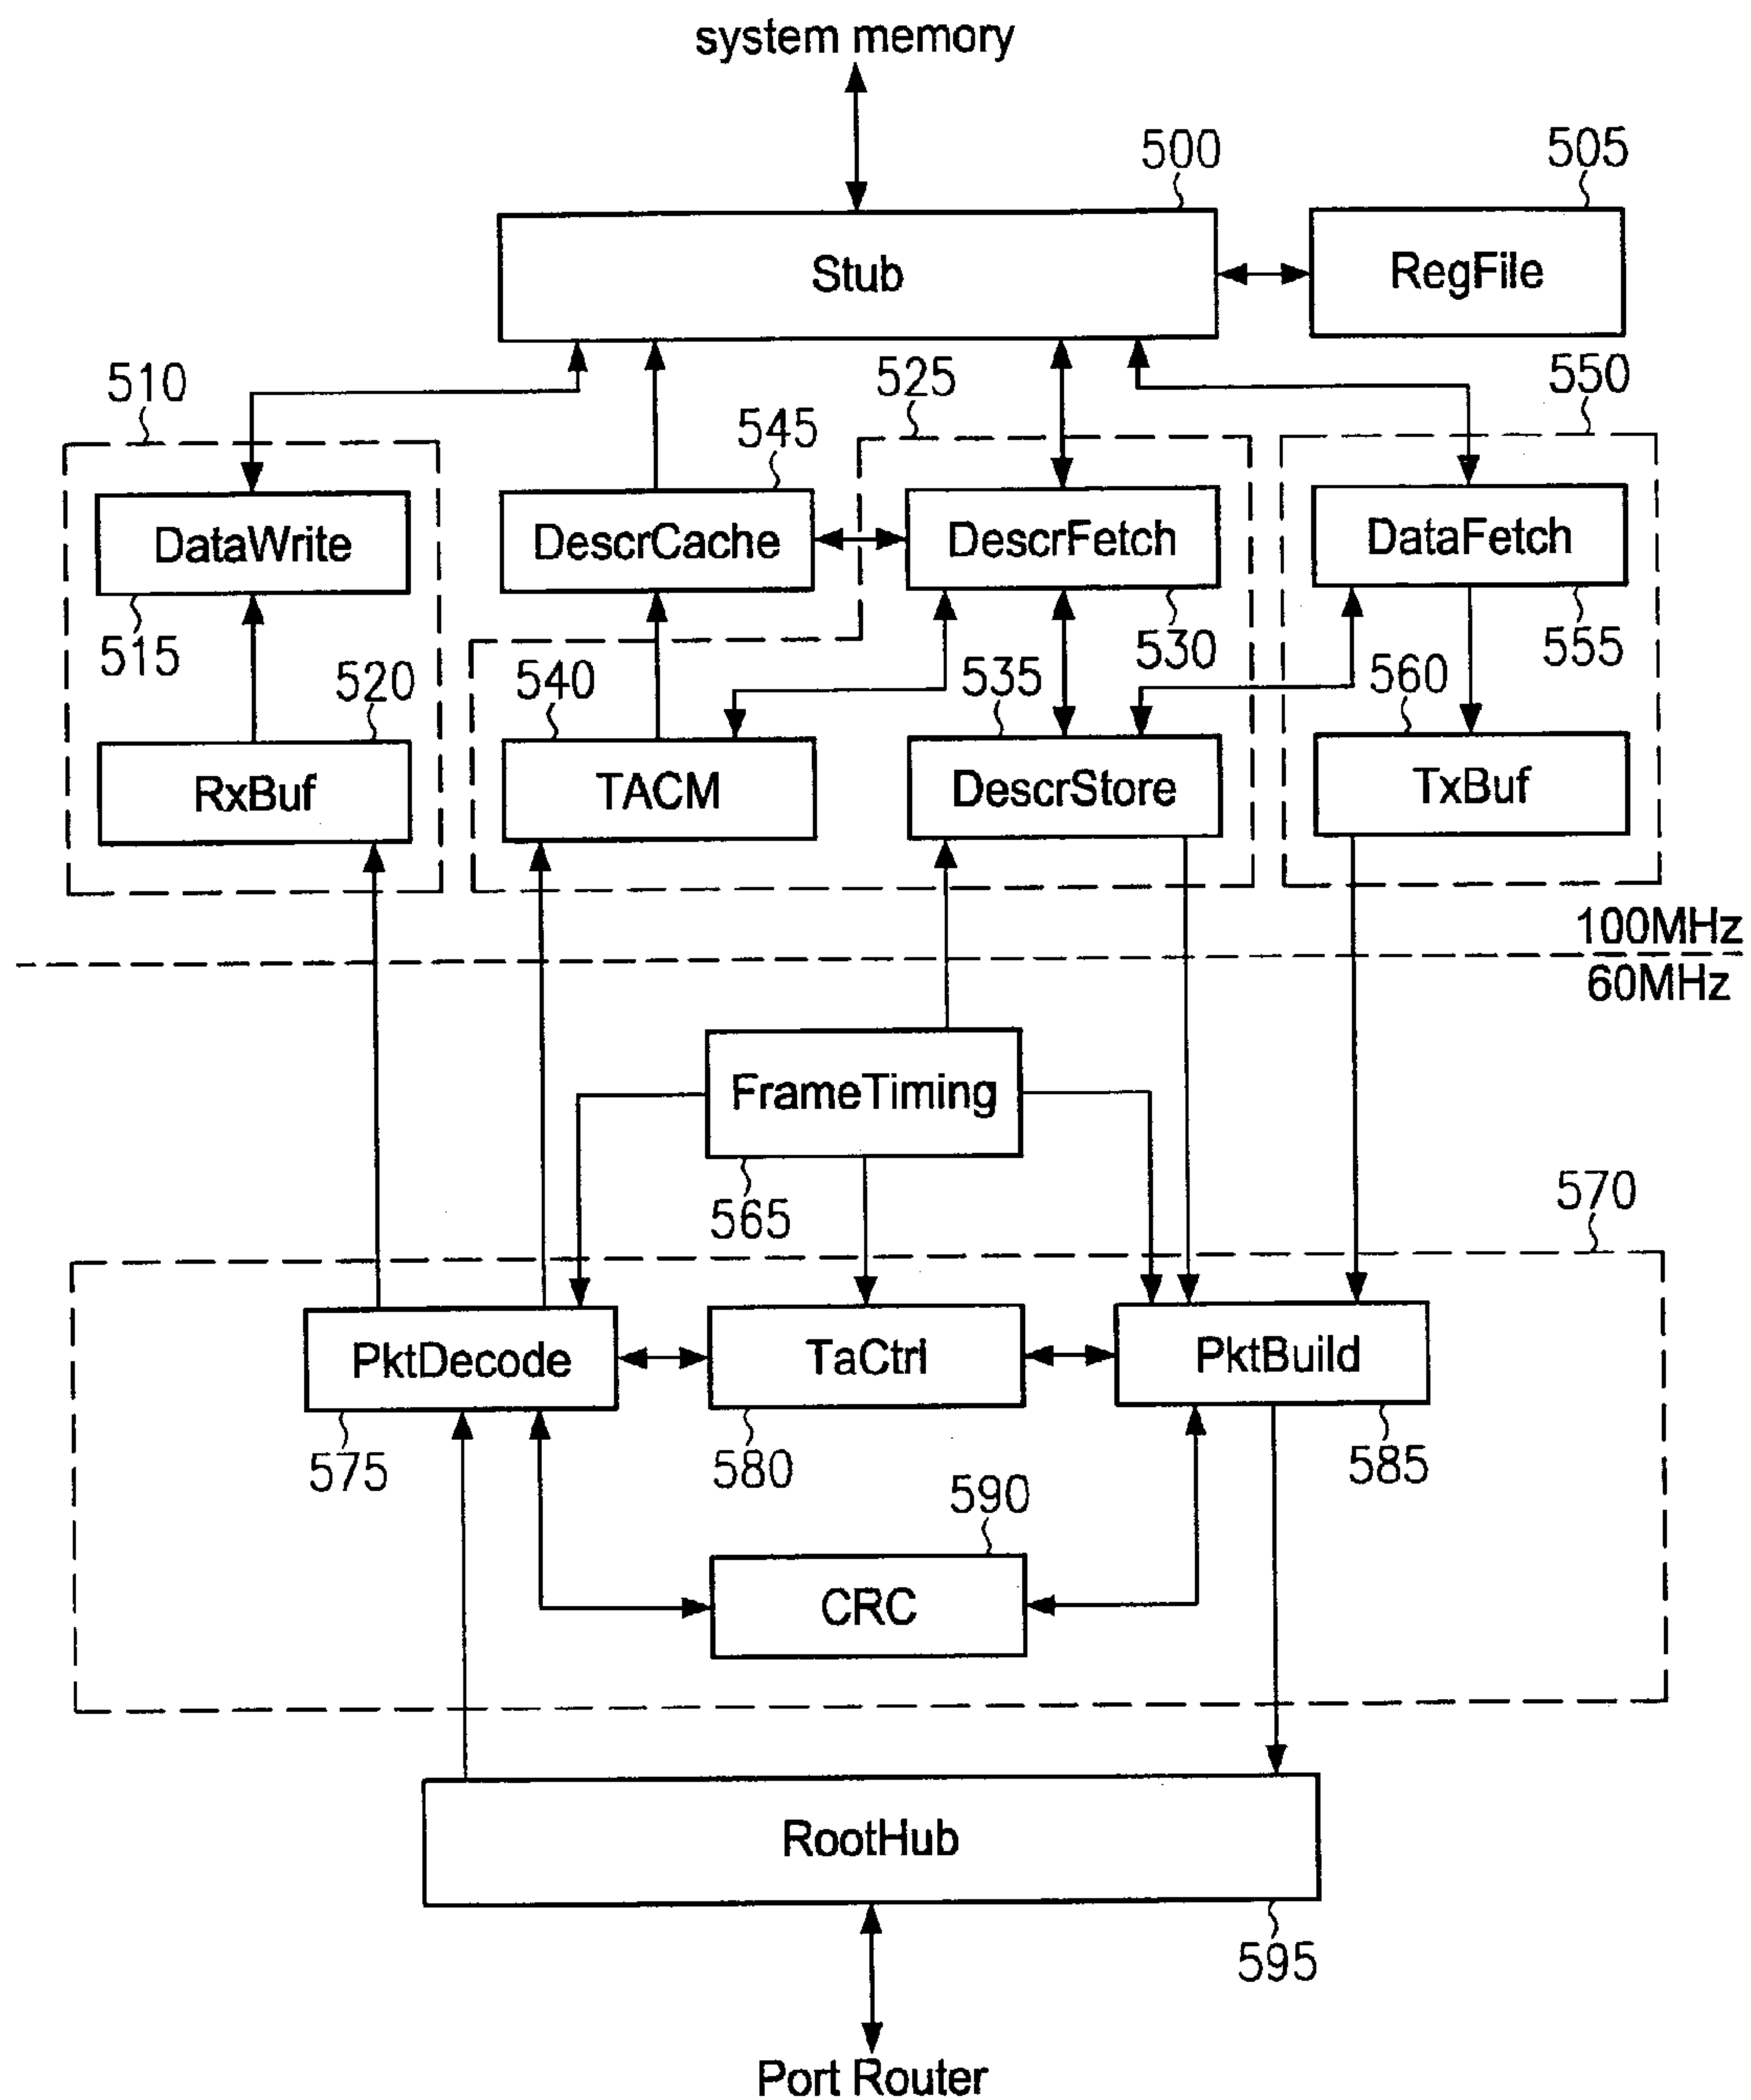 system memory
500
505
Stub
RegFile
510
525
550
545
DataWrite
DescrCache
DescrFetch
DataFetch
515
530
555
520
540
535
560
RxBuf
TACM
DescrStore
TxBuf
100MHz
60MHz
FrameTiming
565
570
PktDecode
TaCtrl
PktBuild
575
580
585
590
CRC
RootHub
595
Port Router